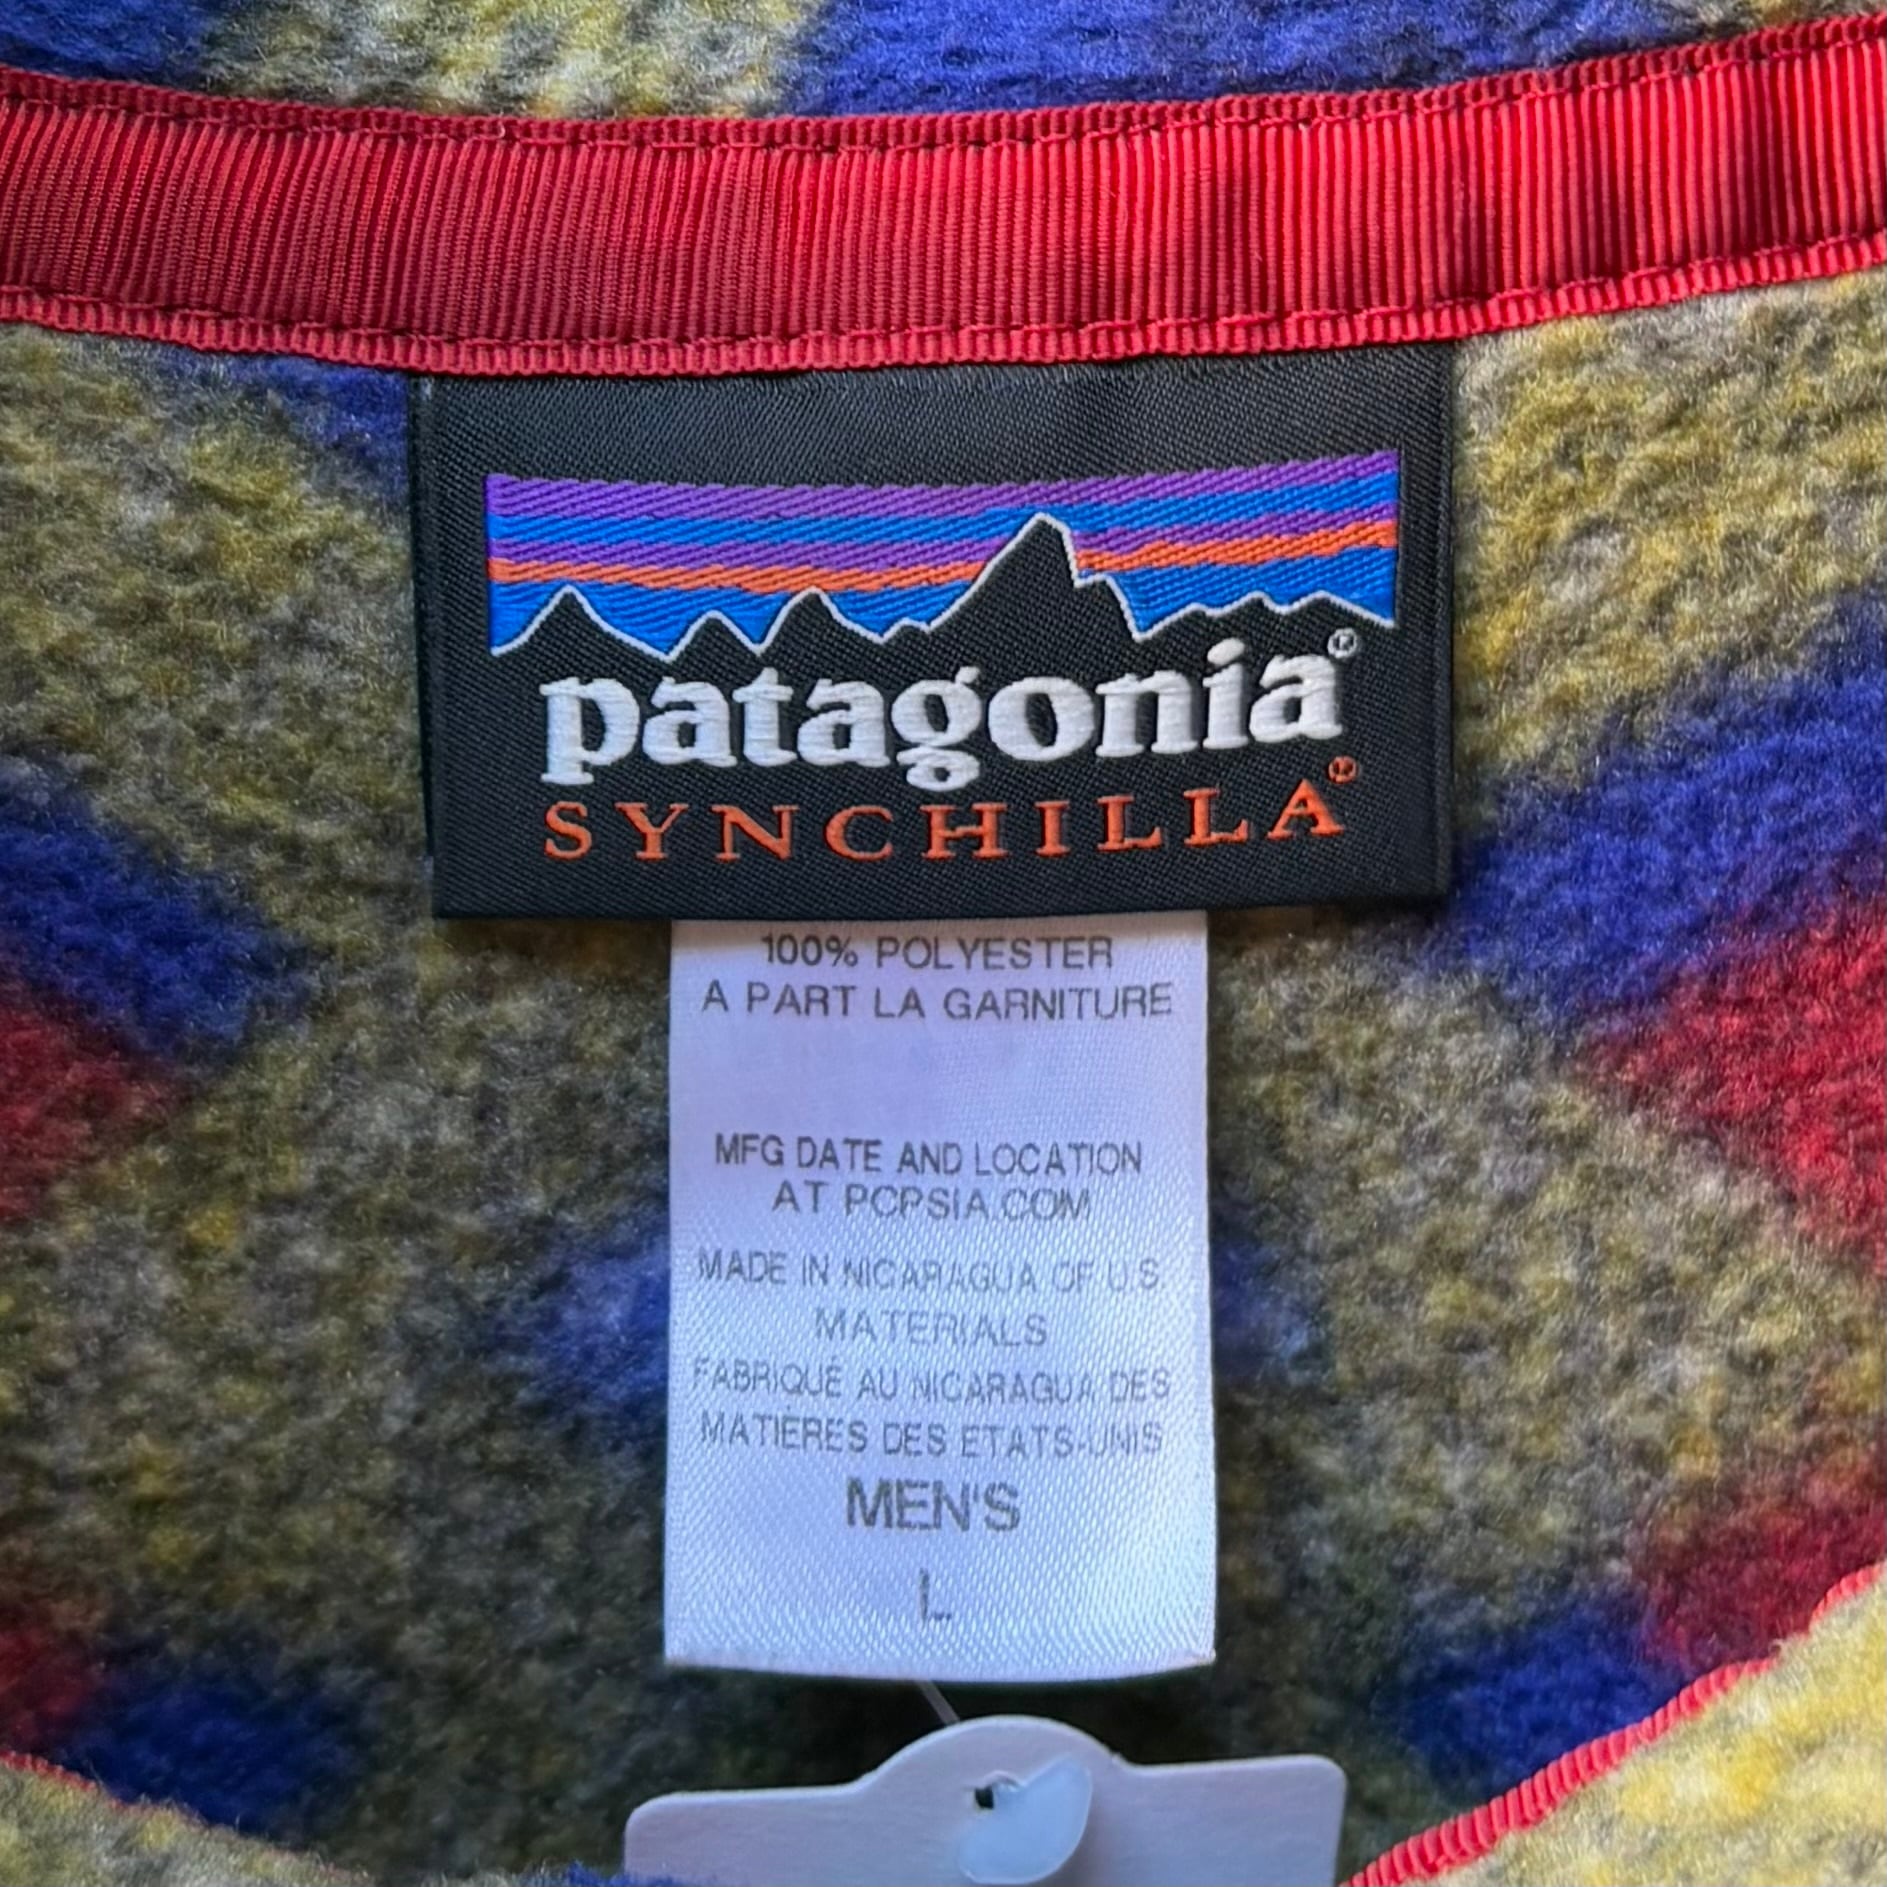 patagonia®
SYNCHILLA®
100% POLYESTER
A PART LA GARNITURE
MFG DATE AND LOCATION
AT PCPSIA.COM
MADE IN NICARAGUA OF U.S.
MATERIALS
FABRIQUÉ AU NICARAGUA DES
MATIÈRES DES ETATS-UNIS
MEN'S
L